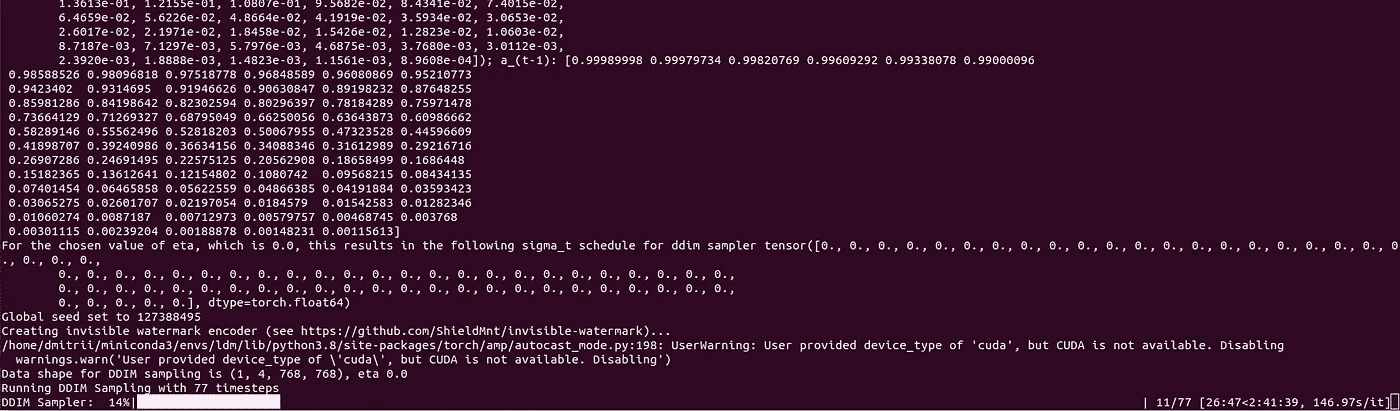 1.3613e-01, 1.2155e-01, 1.0807e-01, 9.5682e-02, 8.4341e-02, 7.4015e-02,
6.4659e-02, 5.6226e-02, 4.8664e-02, 4.1919e-02, 3.5934e-02, 3.0653e-02,
2.6017e-02, 2.1971e-02, 1.8458e-02, 1.5426e-02, 1.2823e-02, 1.0603e-02,
8.7187e-03, 7.1297e-03, 5.7976e-03, 4.6875e-03, 3.7680e-03, 3.0112e-03,
2.3920e-03, 1.8888e-03, 1.4823e-03, 1.1561e-03, 8.9608e-04]); a_(t-1): [0.99989998 0.99979734 0.99820769 0.99609292 0.99338078 0.99000096
0.98588526 0.98096818 0.97518778 0.96848589 0.96080869 0.95210773
0.9423402 0.9314695 0.91946626 0.90630847 0.89198232 0.87648255
0.85981286 0.84198642 0.82302594 0.80296397 0.78184289 0.75971478
0.73664129 0.71269327 0.68795049 0.66250056 0.63643873 0.60986662
0.58289146 0.55562496 0.52818203 0.50067955 0.47323528 0.44596609
0.41898707 0.39240986 0.36634156 0.34088346 0.31612989 0.29216716
0.26907286 0.24691495 0.22575125 0.20562908 0.18658499 0.1686448
0.15182365 0.13612641 0.12154802 0.1080742 0.09568215 0.08434135
0.07401454 0.06465858 0.05622559 0.04866385 0.04191884 0.03593423
0.03065275 0.02601707 0.02197054 0.0184579 0.01542583 0.01282346
0.01060274 0.0087187 0.00712973 0.00579757 0.00468745 0.003768
0.00301115 0.00239204 0.00188878 0.00148231 0.00115613]
For the chosen value of eta, which is 0.0, this results in the following sigma_t schedule for ddim sampler tensor([0., 0., 0., 0., 0., 0., 0., 0., 0., 0., 0., 0., 0., 0., 0., 0., 0., 0., 0., 0., 0
., 0., 0., 0.,
0., 0., 0., 0., 0., 0., 0., 0., 0., 0., 0., 0., 0., 0., 0., 0., 0., 0., 0., 0., 0., 0., 0., 0.,
0., 0., 0., 0., 0., 0., 0., 0., 0., 0., 0., 0., 0., 0., 0., 0., 0., 0., 0., 0., 0., 0., 0., 0.,
0., 0., 0., 0., 0.], dtype=torch.float64)
Global seed set to 127388495
Creating invisible watermark encoder (see https://github.com/ShieldMnt/invisible-watermark)...
/home/dmitrii/miniconda3/envs/ldm/lib/python3.8/site-packages/torch/amp/autocast_mode.py:198: UserWarning: User provided device_type of 'cuda', but CUDA is not available. Disabling
warnings.warn('User provided device_type of \'cuda\', but CUDA is not available. Disabling')
Data shape for DDIM sampling is (1, 4, 768, 768), eta 0.0
Running DDIM Sampling with 77 timesteps
DDIM Sampler: 14%| | 11/77 [26:47<2:41:39, 146.97s/it]